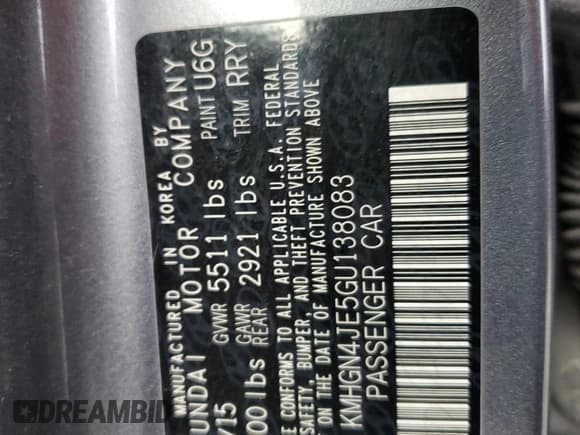 MANUFACTURED IN KOREA BY
UNDAI MOTOR COMPANY
/15 GVWR 5511 lbs PAINT U6G
00 lbs GAWR REAR 2921 lbs TRIM RRY
E CONFORMS TO ALL APPLICABLE U.S.A. FEDERAL
SAFETY, BUMPER, AND THEFT PREVENTION STANDARDS
ON THE DATE OF MANUFACTURE SHOWN ABOVE
KMHGN4JE5GU138083
PASSENGER CAR
DREAMBID